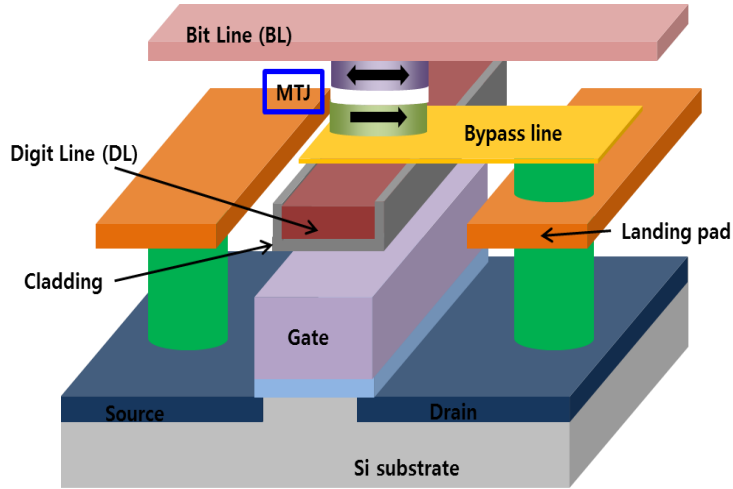 Bit Line (BL)
MTJ
Bypass line
Digit Line (DL)
Landing pad
Cladding
Gate
Source
Drain
Si substrate